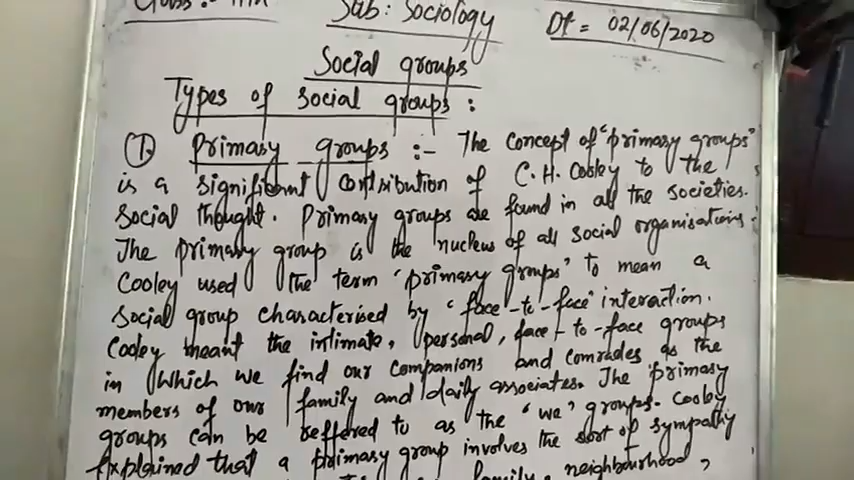 Class :- 
Sub: Sociology
Dt = 02/06/2020
Social groups
Types of social groups :
1. Primary groups :- The concept of "primary groups"
is a significant contribution of C.H. Cooley to the
social thought. Primary groups are found in all the societies.
The primary group is the nucleus of all social organisations.
Cooley used the term "primary groups" to mean a
social group characterised by "face-to-face" interaction.
Cooley meant the intimate, personal, face-to-face groups
in which we find our companions and comrades as the
members of our family and daily associates. The primary
groups can be reffered to as the "we" groups. Cooley
explained that a primary group involves the sort of sympathy
family, neighbourhood,